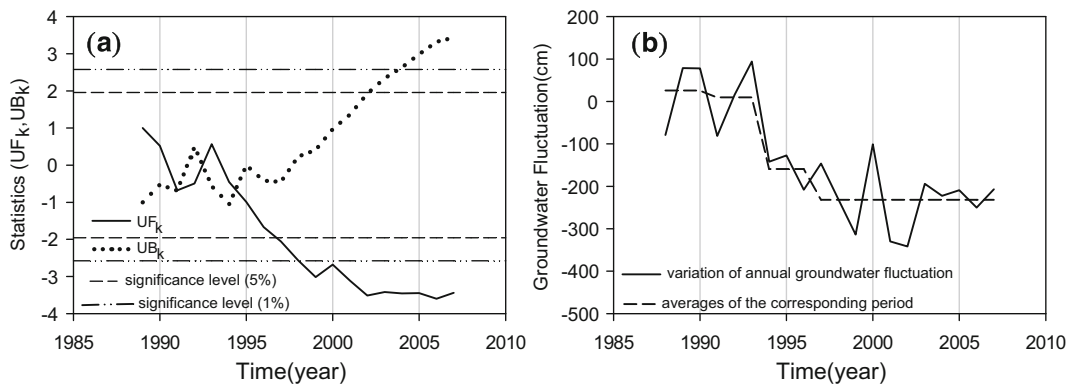 (a)
Statistics (UFk,UBk)
4
3
2
1
0
-1
-2
-3
-4
UFk
UBk
significance level (5%)
significance level (1%)
1985 1990 1995 2000 2005 2010
Time(year)
(b)
Groundwater Fluctuation(cm)
200
100
0
-100
-200
-300
-400
-500
variation of annual groundwater fluctuation
averages of the corresponding period
1985 1990 1995 2000 2005 2010
Time(year)